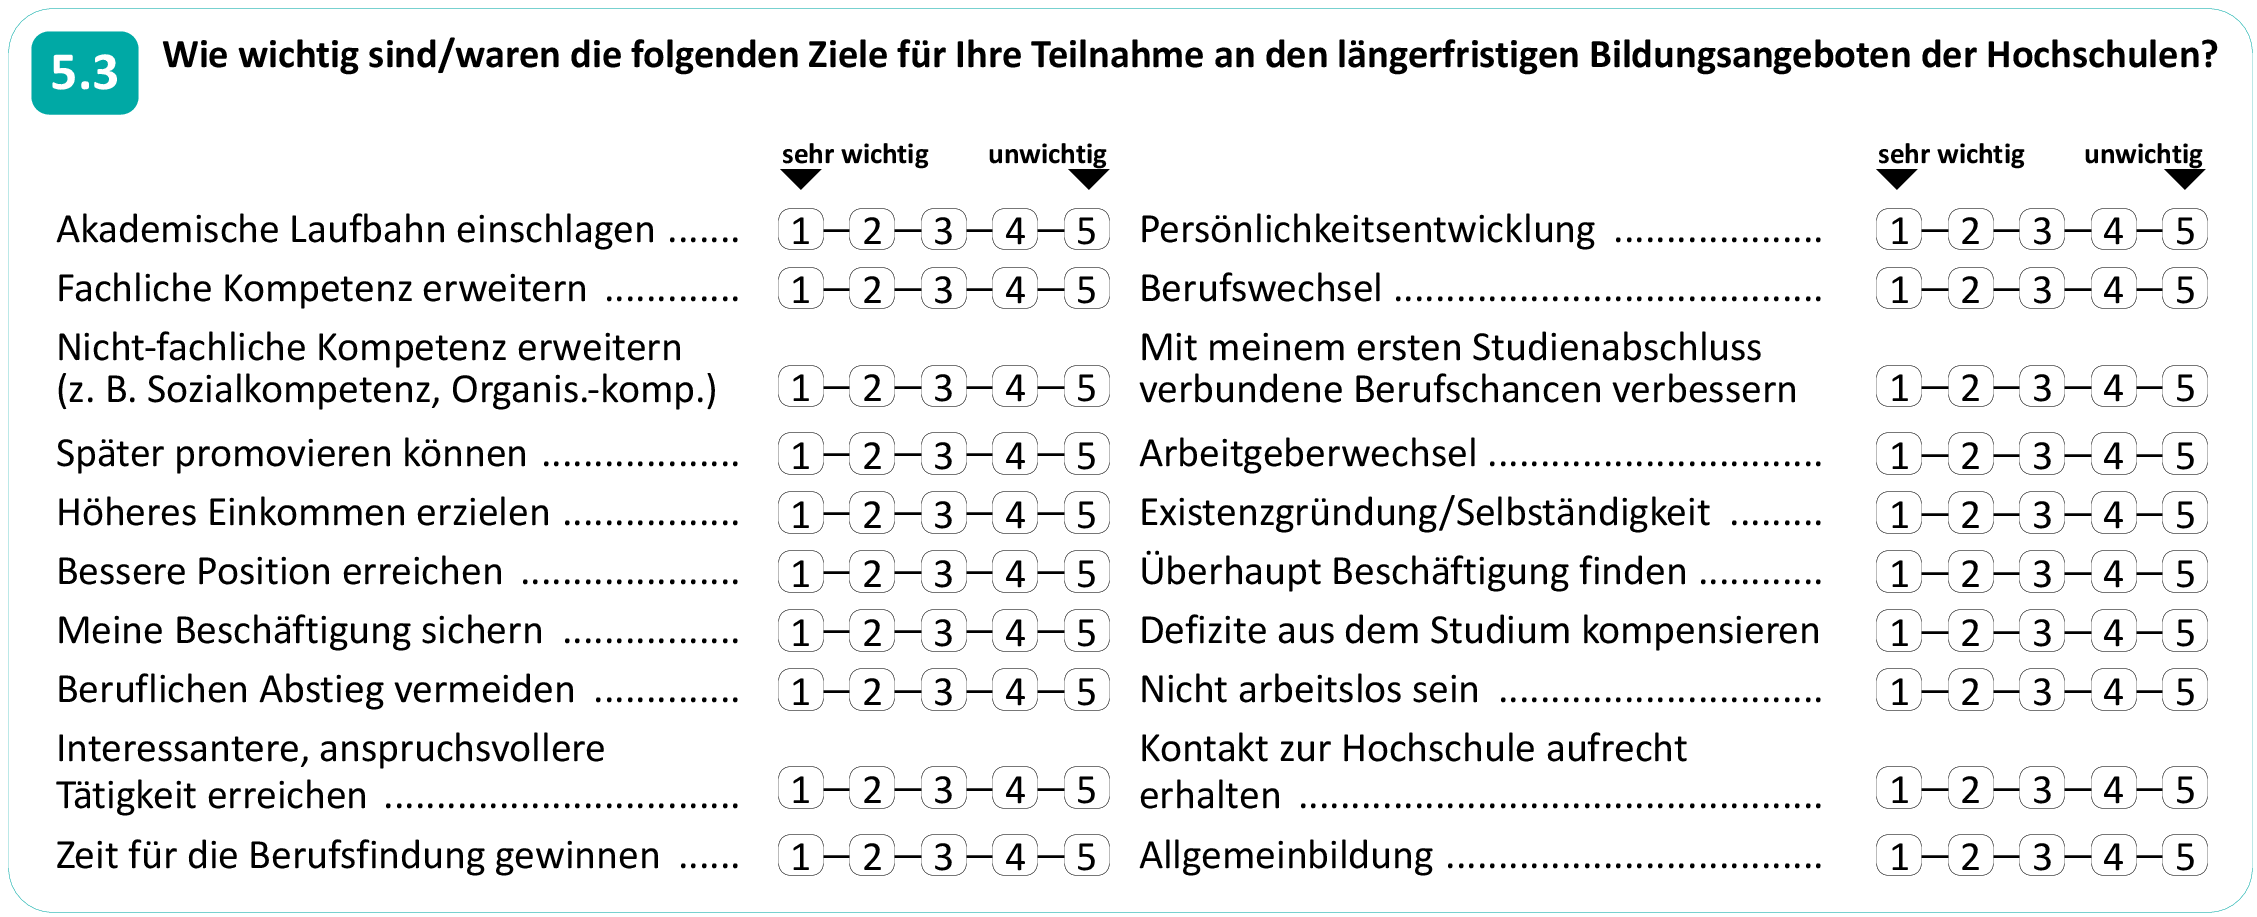 5.3 Wie wichtig sind/waren die folgenden Ziele für Ihre Teilnahme an den längerfristigen Bildungsangeboten der Hochschulen?
sehr wichtig unwichtig
Akademische Laufbahn einschlagen ....... 1 2 3 4 5
Fachliche Kompetenz erweitern ............. 1 2 3 4 5
Nicht-fachliche Kompetenz erweitern
(z. B. Sozialkompetenz, Organis.-komp.) 1 2 3 4 5
Später promovieren können ................... 1 2 3 4 5
Höheres Einkommen erzielen ................. 1 2 3 4 5
Bessere Position erreichen ..................... 1 2 3 4 5
Meine Beschäftigung sichern ................. 1 2 3 4 5
Beruflichen Abstieg vermeiden .............. 1 2 3 4 5
Interessantere, anspruchsvollere
Tätigkeit erreichen .................................. 1 2 3 4 5
Zeit für die Berufsfindung gewinnen ...... 1 2 3 4 5
sehr wichtig unwichtig
Persönlichkeitsentwicklung .................... 1 2 3 4 5
Berufswechsel ......................................... 1 2 3 4 5
Mit meinem ersten Studienabschluss
verbundene Berufschancen verbessern 1 2 3 4 5
Arbeitgeberwechsel ................................ 1 2 3 4 5
Existenzgründung/Selbständigkeit ......... 1 2 3 4 5
Überhaupt Beschäftigung finden ............ 1 2 3 4 5
Defizite aus dem Studium kompensieren 1 2 3 4 5
Nicht arbeitslos sein ............................... 1 2 3 4 5
Kontakt zur Hochschule aufrecht
erhalten .................................................. 1 2 3 4 5
Allgemeinbildung .................................... 1 2 3 4 5